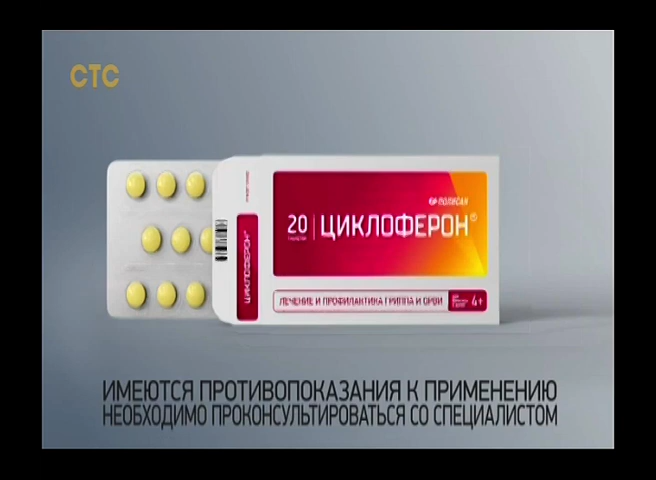 СТС
ПОЛИСАН
20
ЦИКЛОФЕРОН®
ЦИКЛОФЕРОН
ЛЕЧЕНИЕ И ПРОФИЛАКТИКА ГРИППА И ОРВИ
4+
ИМЕЮТСЯ ПРОТИВОПОКАЗАНИЯ К ПРИМЕНЕНИЮ
НЕОБХОДИМО ПРОКОНСУЛЬТИРОВАТЬСЯ СО СПЕЦИАЛИСТОМ